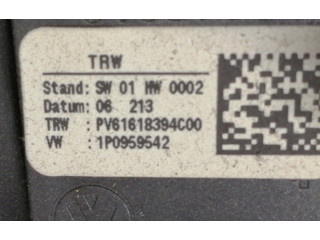 TRW
Stand: SW 01 HW 0002
Datum: 06 213
TRW : PV61618394C00
VW : 1P0959542